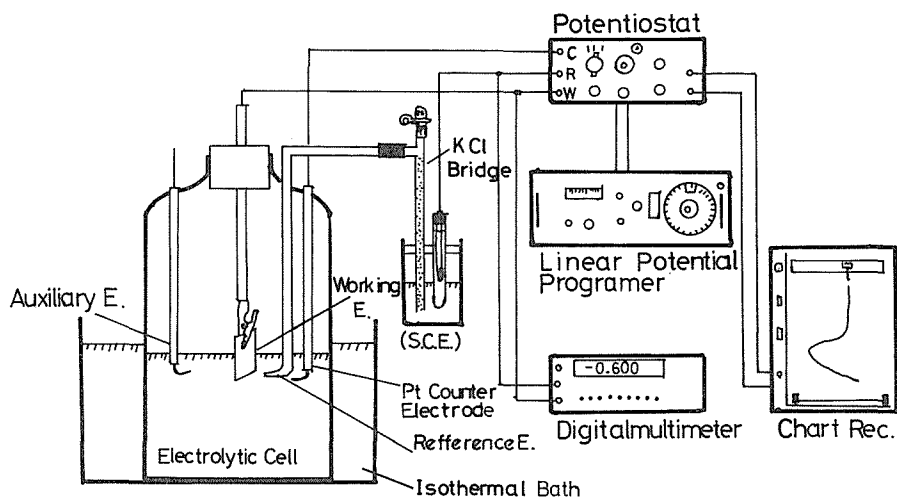 Potentiostat
C
R
W
KCl
Bridge
Linear Potential
Programer
Auxiliary E.
Working
E.
(S.C.E.)
-0.600
Pt Counter
Electrode
Digitalmultimeter
Chart Rec.
Refference E.
Electrolytic Cell
Isothermal Bath